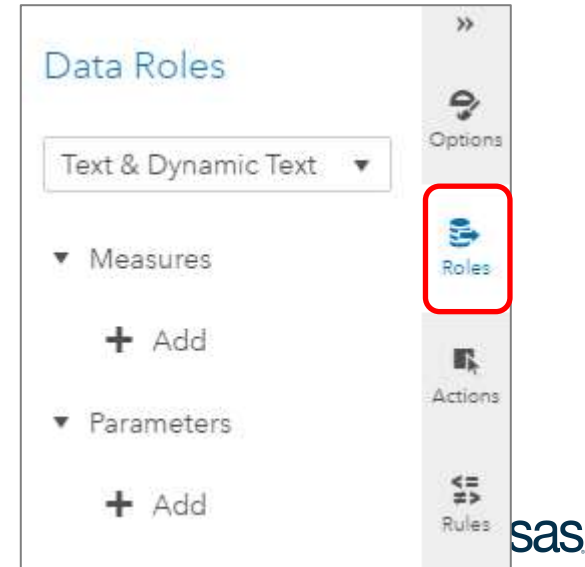 Data Roles
Text & Dynamic Text
Measures
+ Add
Parameters
+ Add
»
Options
Roles
Actions
<=
=>
Rules
sas